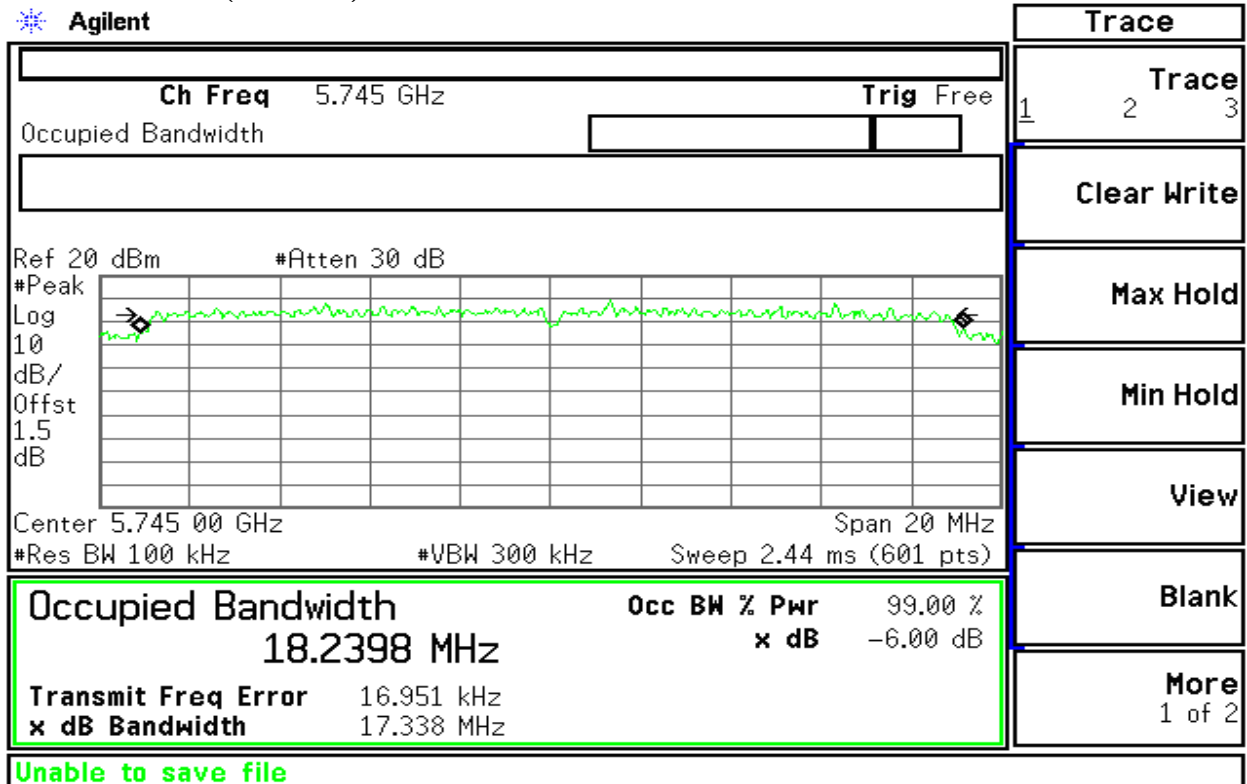 Agilent
Trace
Ch Freq 5.745 GHz Trig Free
Occupied Bandwidth
Ref 20 dBm #Atten 30 dB
#Peak
Log
10
dB/
Offst
1.5
dB
Center 5.745 00 GHz Span 20 MHz
#Res BW 100 kHz #VBW 300 kHz Sweep 2.44 ms (601 pts)
Occupied Bandwidth Occ BW % Pwr 99.00 %
18.2398 MHz x dB -6.00 dB
Transmit Freq Error 16.951 kHz
x dB Bandwidth 17.338 MHz
Unable to save file
Trace
1 2 3
Clear Write
Max Hold
Min Hold
View
Blank
More
1 of 2